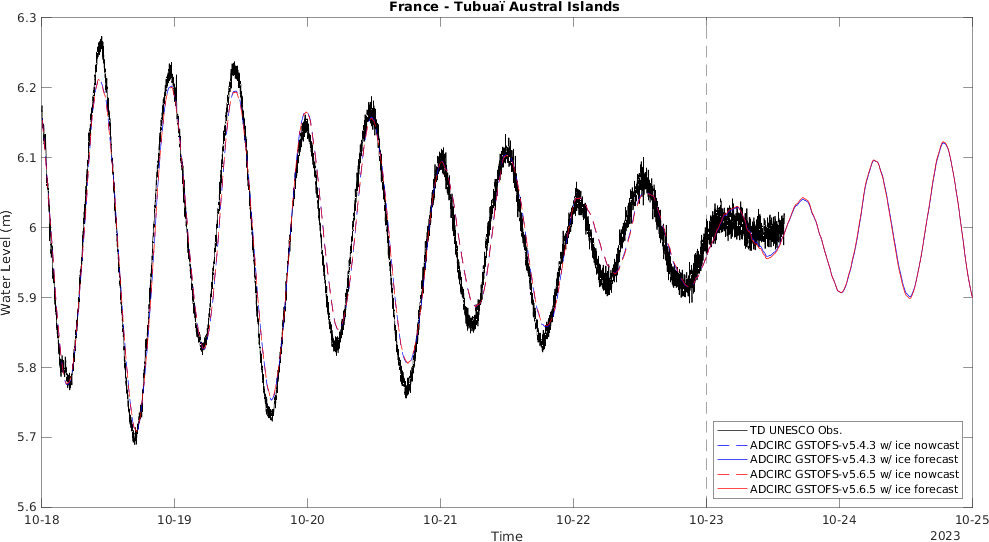 France - Tubuaï Austral Islands
Water Level (m)
6.3
6.2
6.1
6
5.9
5.8
5.7
5.6
TD UNESCO Obs.
ADCIRC GSTOFS-v5.4.3 w/ ice nowcast
ADCIRC GSTOFS-v5.4.3 w/ ice forecast
ADCIRC GSTOFS-v5.6.5 w/ ice nowcast
ADCIRC GSTOFS-v5.6.5 w/ ice forecast
10-18 10-19 10-20 10-21 10-22 10-23 10-24 10-25
Time
2023